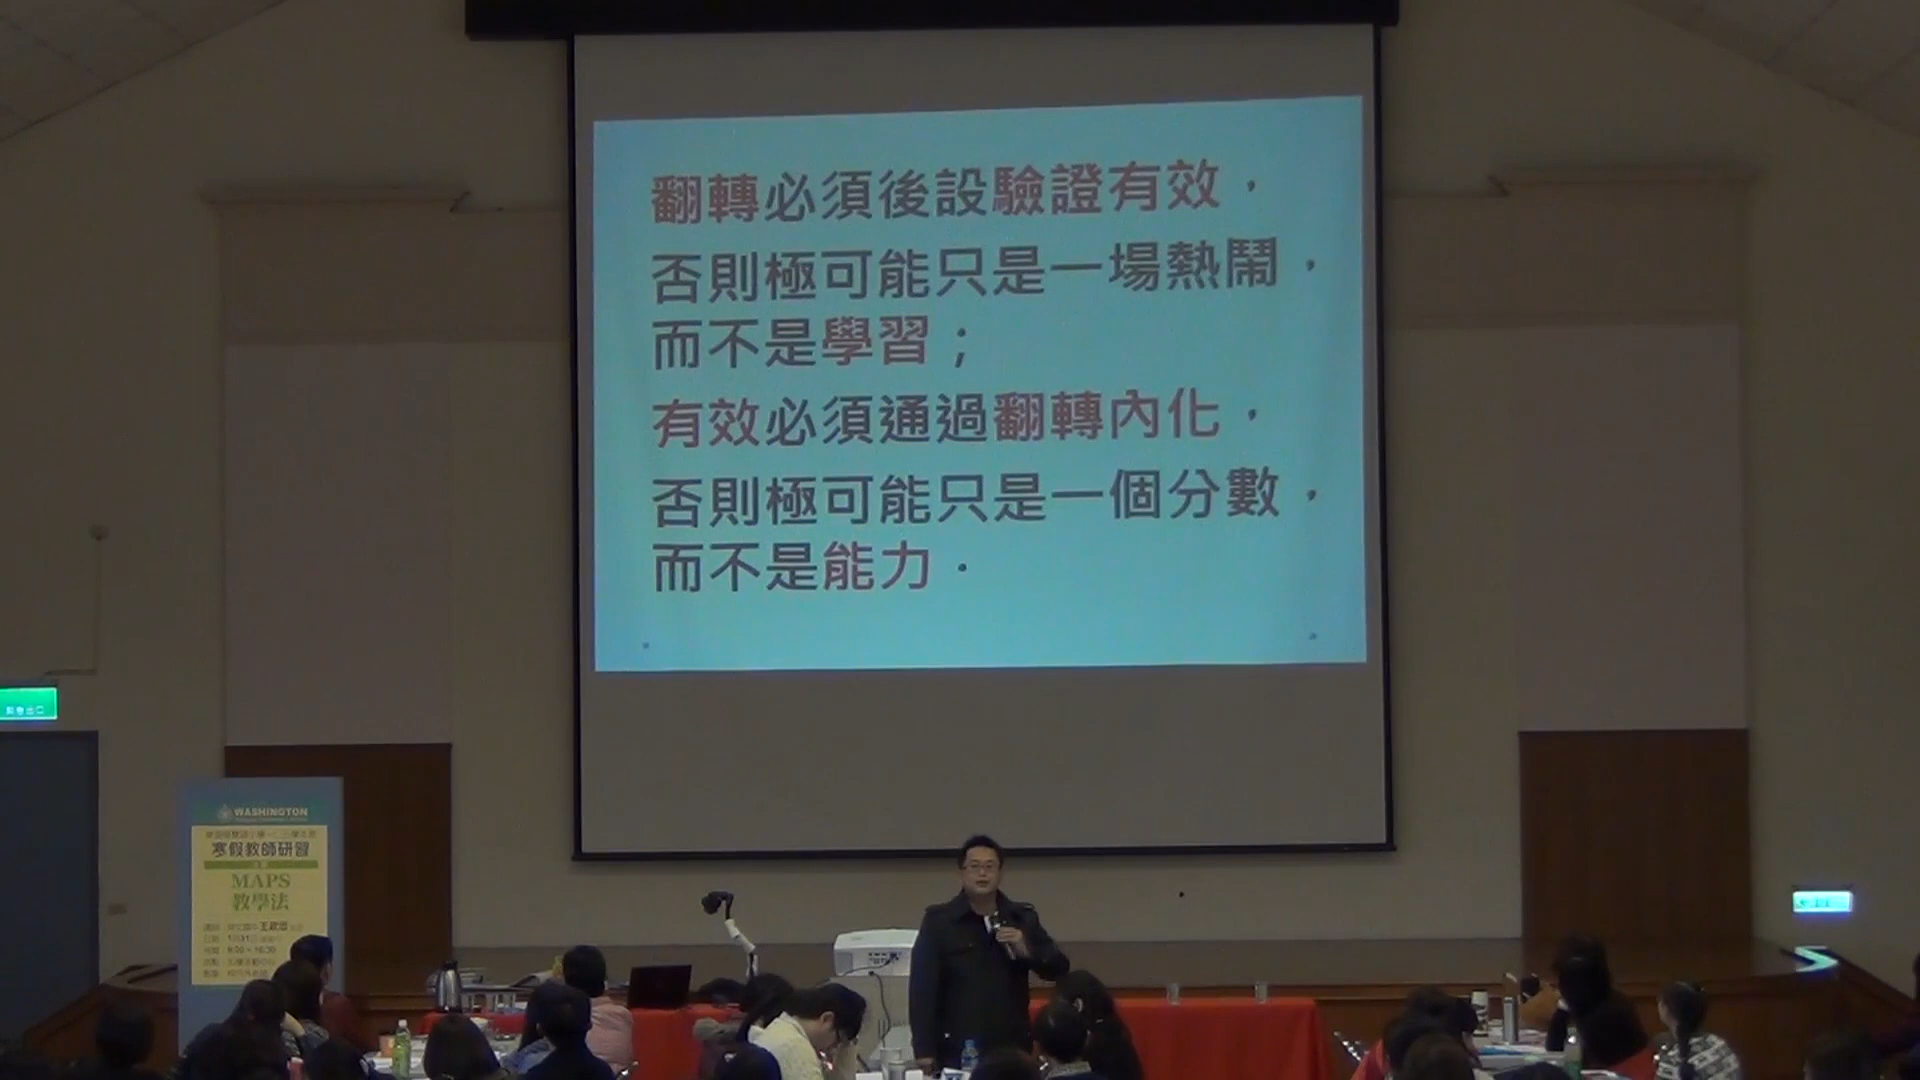 翻轉必須後設驗證有效，
否則極可能只是一場熱鬧，
而不是學習；
有效必須通過翻轉內化，
否則極可能只是一個分數，
而不是能力．
WASHINGTON
寒假教師研習
MAPS
教學法